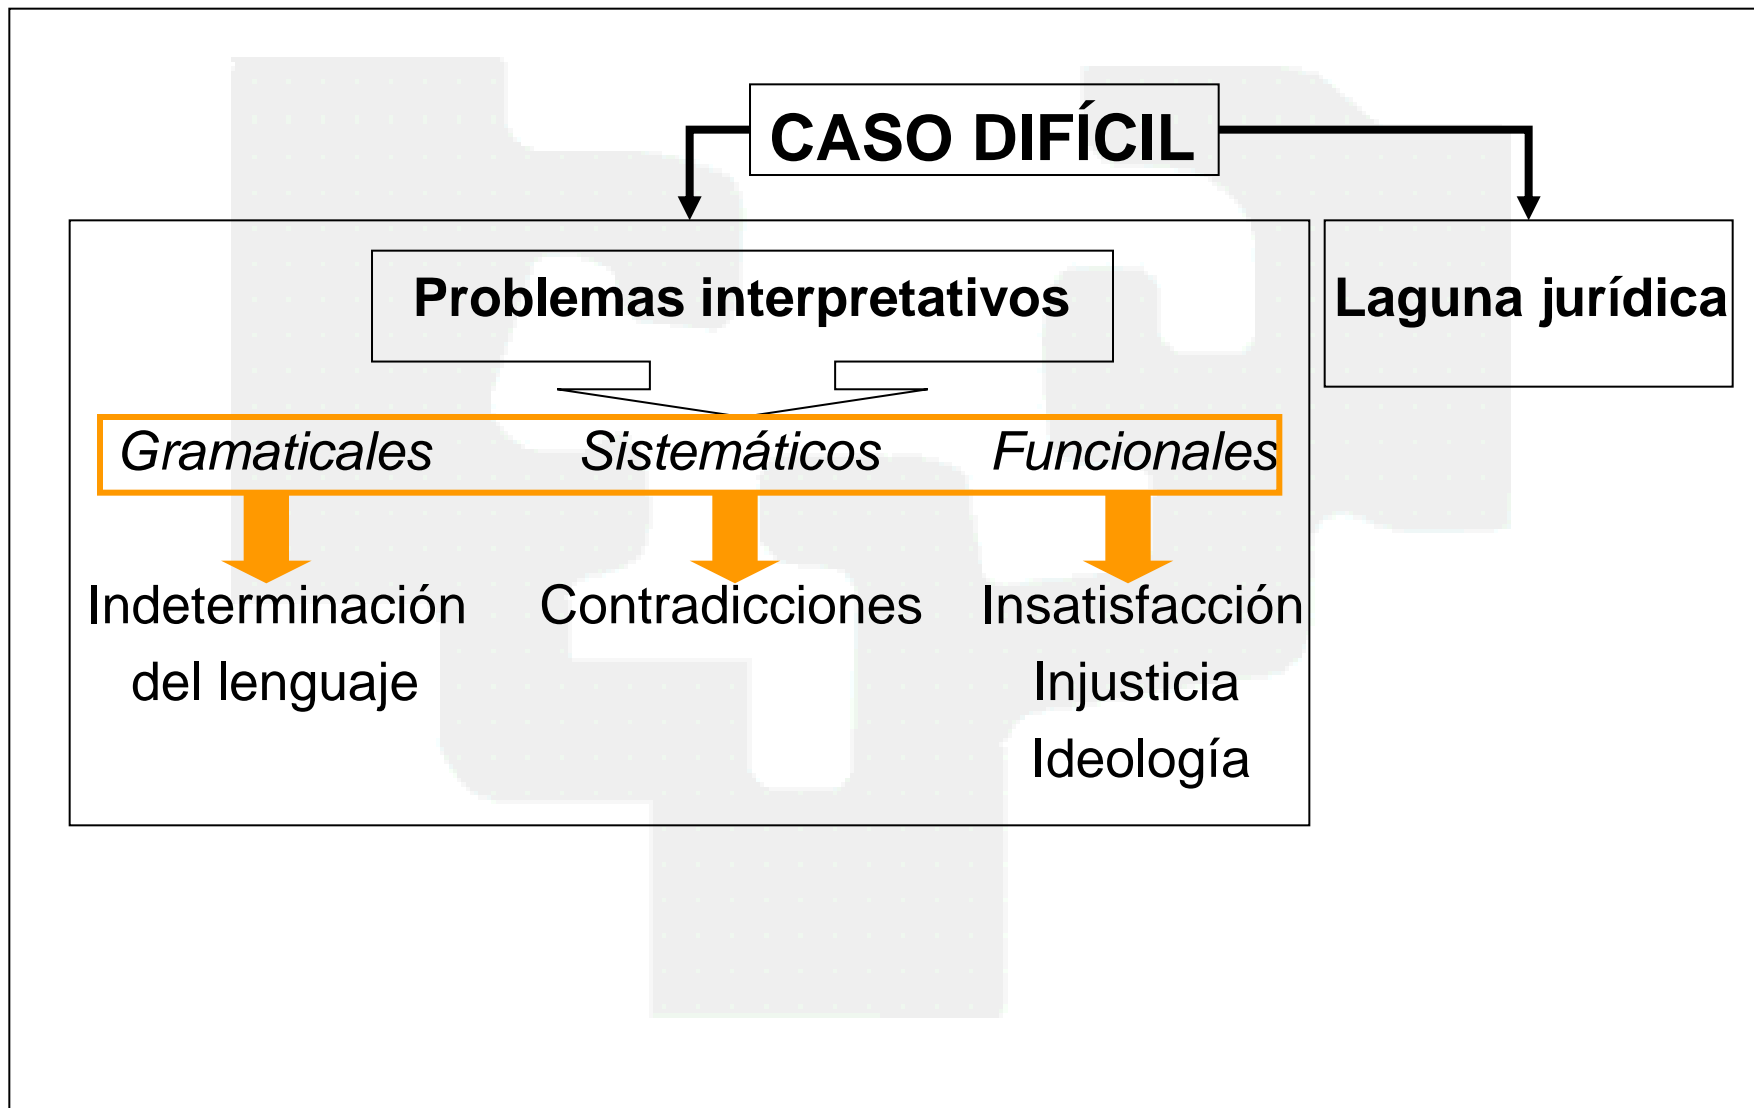 CASO DIFÍCIL
Problemas interpretativos
Laguna jurídica
Gramaticales Sistemáticos Funcionales
Indeterminación Contradicciones Insatisfacción
del lenguaje Injusticia
Ideología